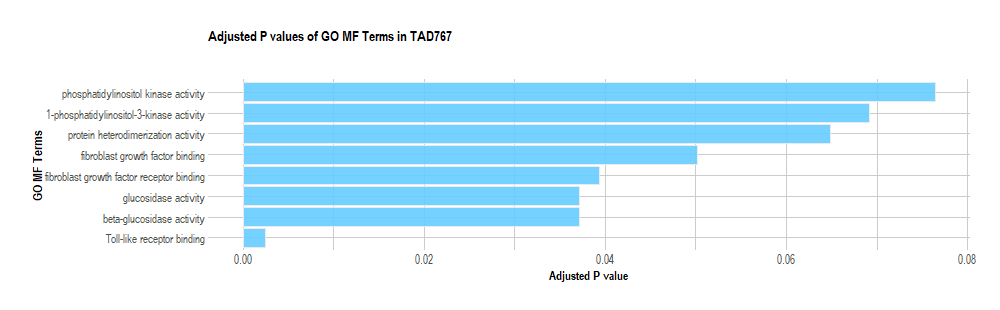 Adjusted P values of GO MF Terms in TAD767
GO MF Terms
phosphatidylinositol kinase activity
1-phosphatidylinositol-3-kinase activity
protein heterodimerization activity
fibroblast growth factor binding
fibroblast growth factor receptor binding
glucosidase activity
beta-glucosidase activity
Toll-like receptor binding
0.00 0.02 0.04 0.06 0.08
Adjusted P value